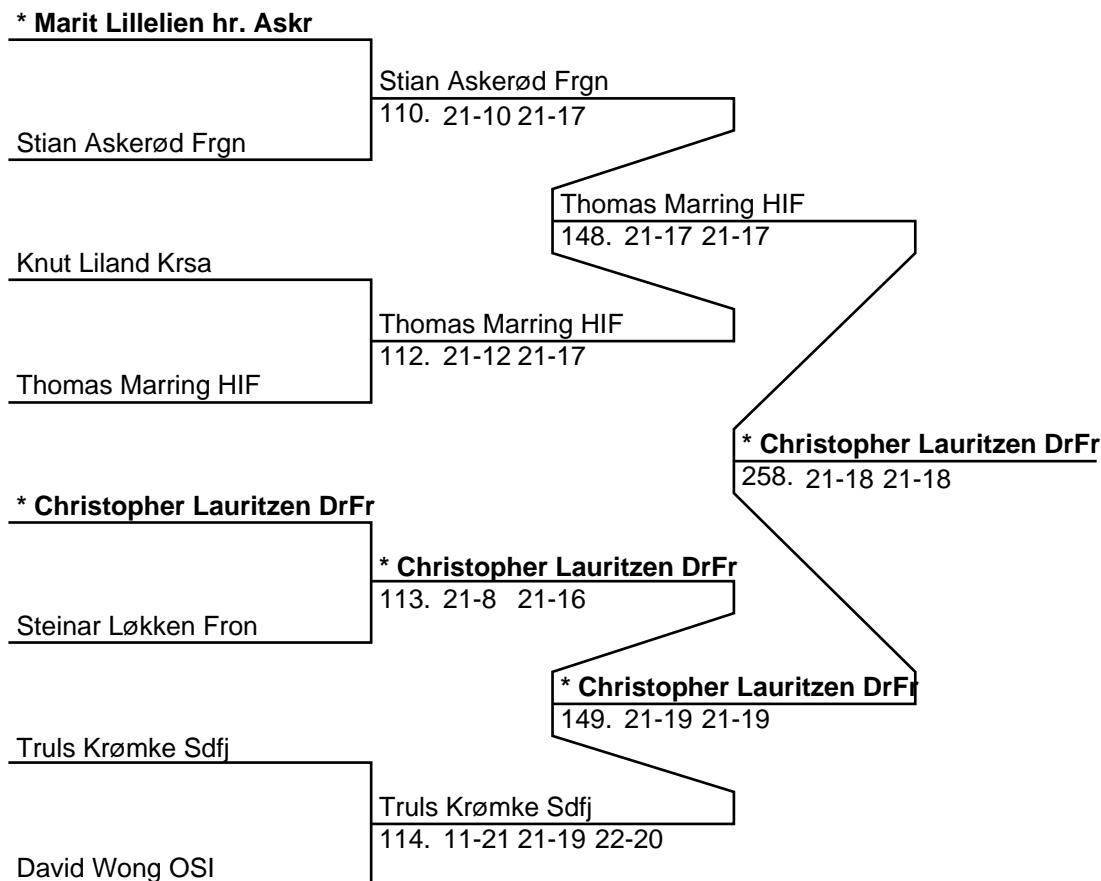 * Marit Lillelien hr. Askr
Stian Askerød Frgn
110. 21-10 21-17
Stian Askerød Frgn
Thomas Marring HIF
148. 21-17 21-17
Knut Liland Krsa
Thomas Marring HIF
112. 21-12 21-17
Thomas Marring HIF
* Christopher Lauritzen DrFr
258. 21-18 21-18
* Christopher Lauritzen DrFr
* Christopher Lauritzen DrFr
113. 21-8 21-16
Steinar Løkken Fron
* Christopher Lauritzen DrFr
149. 21-19 21-19
Truls Krømke Sdfj
Truls Krømke Sdfj
114. 11-21 21-19 22-20
David Wong OSI